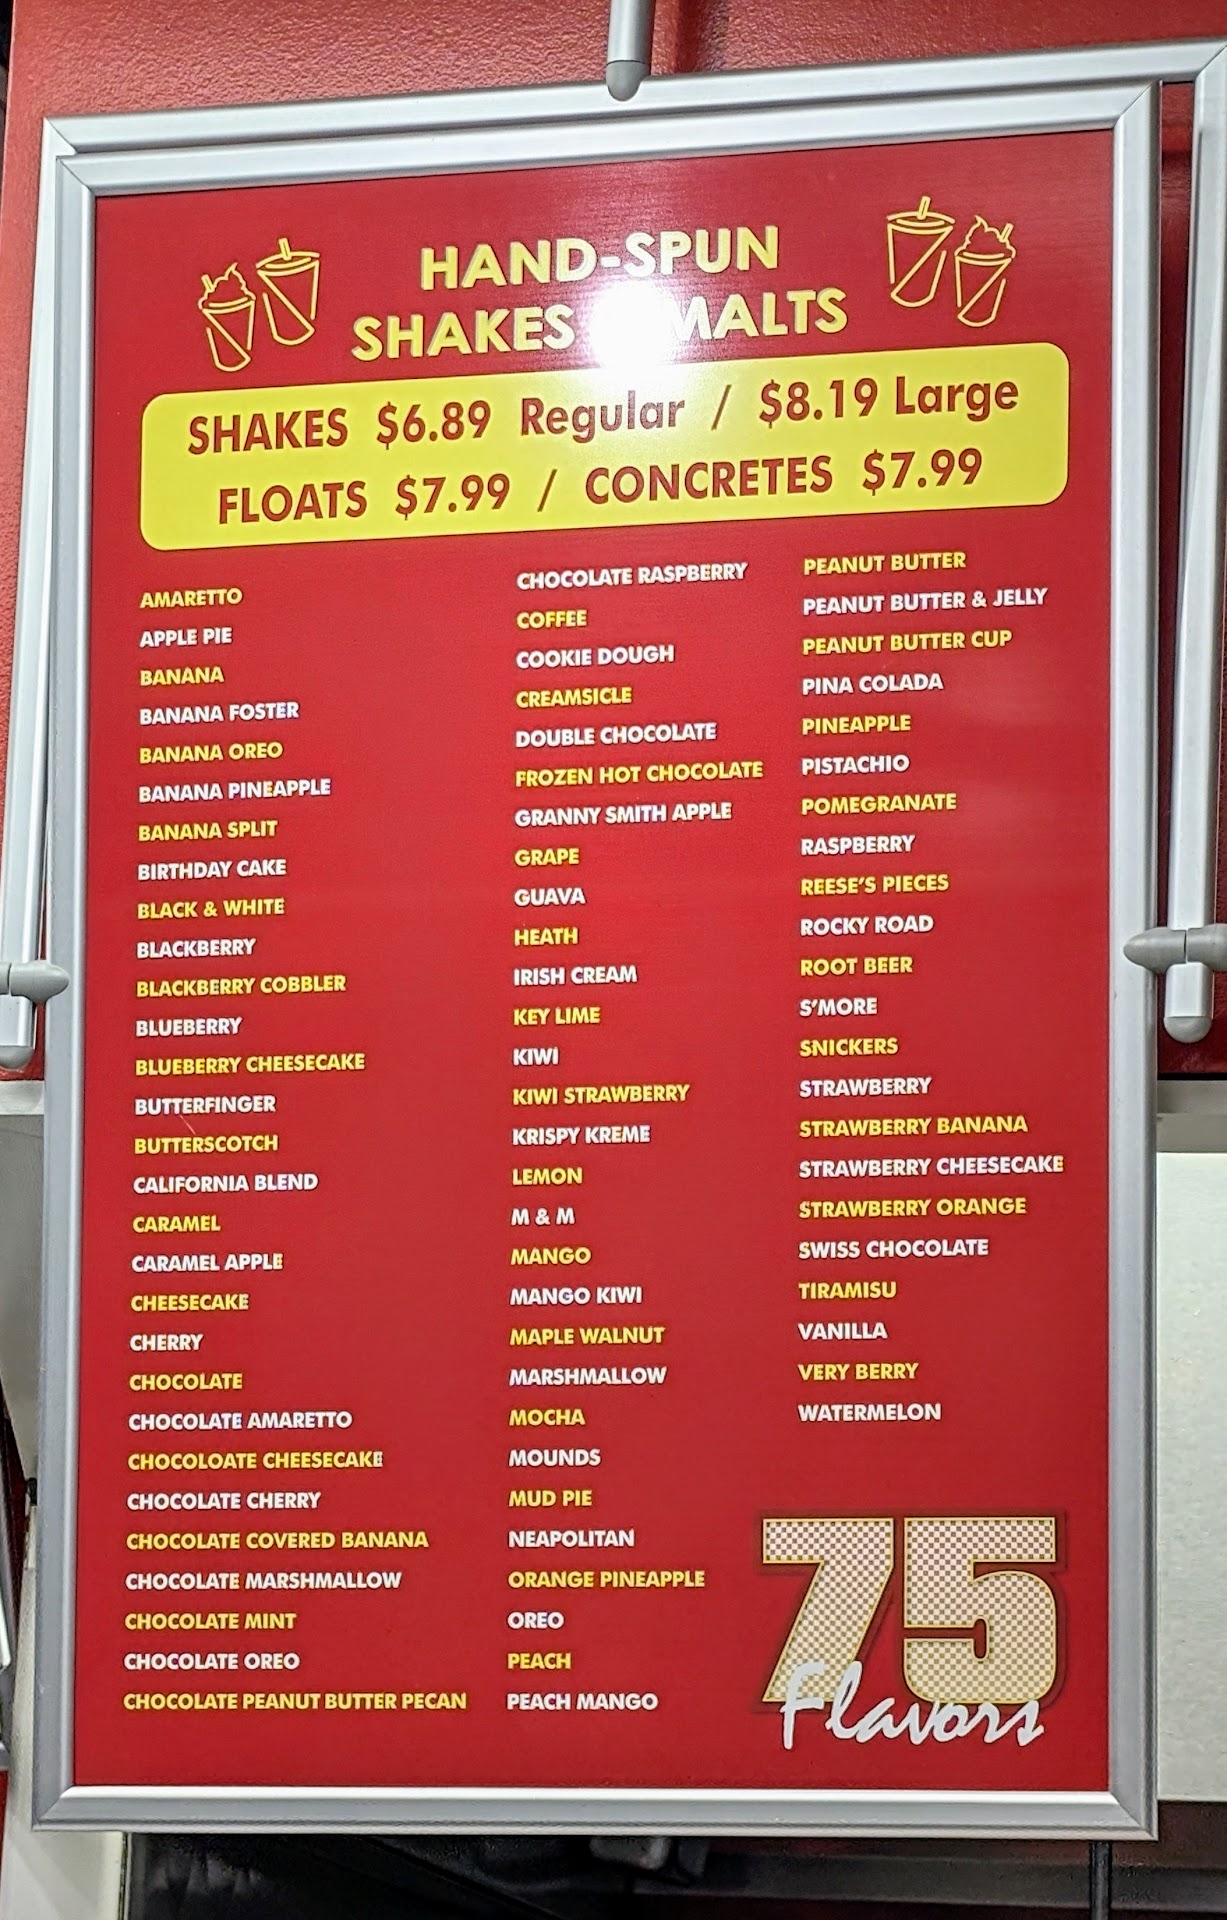 HAND-SPUN
SHAKES MALTS
SHAKES $6.89 Regular / $8.19 Large
FLOATS $7.99 / CONCRETES $7.99
AMARETTO
APPLE PIE
BANANA
BANANA FOSTER
BANANA OREO
BANANA PINEAPPLE
BANANA SPLIT
BIRTHDAY CAKE
BLACK & WHITE
BLACKBERRY
BLACKBERRY COBBLER
BLUEBERRY
BLUEBERRY CHEESECAKE
BUTTERFINGER
BUTTERSCOTCH
CALIFORNIA BLEND
CARAMEL
CARAMEL APPLE
CHEESECAKE
CHERRY
CHOCOLATE
CHOCOLATE AMARETTO
CHOCOLOATE CHEESECAKE
CHOCOLATE CHERRY
CHOCOLATE COVERED BANANA
CHOCOLATE MARSHMALLOW
CHOCOLATE MINT
CHOCOLATE OREO
CHOCOLATE PEANUT BUTTER PECAN
CHOCOLATE RASPBERRY
COFFEE
COOKIE DOUGH
CREAMSICLE
DOUBLE CHOCOLATE
FROZEN HOT CHOCOLATE
GRANNY SMITH APPLE
GRAPE
GUAVA
HEATH
IRISH CREAM
KEY LIME
KIWI
KIWI STRAWBERRY
KRISPY KREME
LEMON
M & M
MANGO
MANGO KIWI
MAPLE WALNUT
MARSHMALLOW
MOCHA
MOUNDS
MUD PIE
NEAPOLITAN
ORANGE PINEAPPLE
OREO
PEACH
PEACH MANGO
PEANUT BUTTER
PEANUT BUTTER & JELLY
PEANUT BUTTER CUP
PINA COLADA
PINEAPPLE
PISTACHIO
POMEGRANATE
RASPBERRY
REESE'S PIECES
ROCKY ROAD
ROOT BEER
S'MORE
SNICKERS
STRAWBERRY
STRAWBERRY BANANA
STRAWBERRY CHEESECAKE
STRAWBERRY ORANGE
SWISS CHOCOLATE
TIRAMISU
VANILLA
VERY BERRY
WATERMELON
75
Flavors